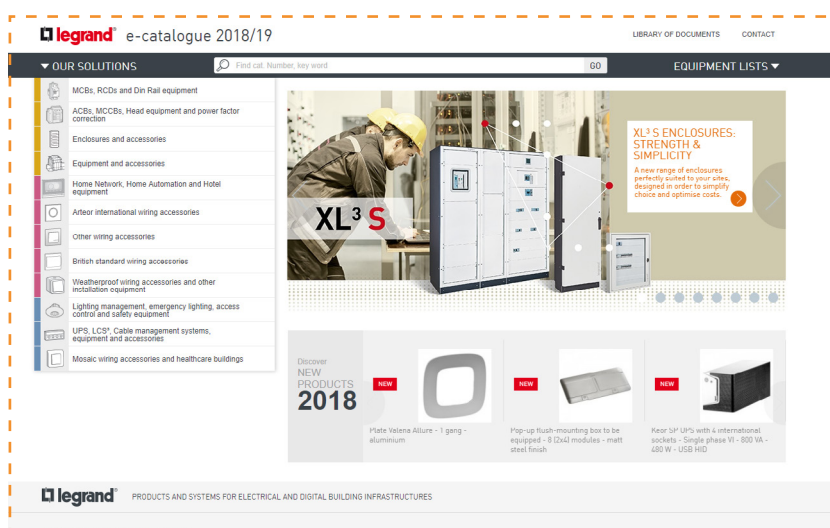 legrand® e-catalogue 2018/19
LIBRARY OF DOCUMENTS CONTACT
▼ OUR SOLUTIONS
Find cat. Number, key word
GO
EQUIPMENT LISTS ▼
MCBs, RCDs and Din Rail equipment
ACBs, MCCBs, Head equipment and power factor
correction
Enclosures and accessories
Equipment and accessories
Home Network, Home Automation and Hotel
equipment
Arteor international wiring accessories
Other wiring accessories
British standard wiring accessories
Weatherproof wiring accessories and other
installation equipment
Lighting management, emergency lighting, access
control and safety equipment
UPS, LCS³, Cable management systems,
equipment and accessories
Mosaic wiring accessories and healthcare buildings
XL³ S
XL³ S ENCLOSURES:
STRENGTH &
SIMPLICITY
A new range of enclosures
perfectly suited to your sites,
designed in order to simplify
choice and optimise costs.
Discover
NEW
PRODUCTS
2018
NEW
Plate Valena Allure - 1 gang -
aluminium
NEW
Pop-up flush-mounting box to be
equipped - 8 (2x4) modules - matt
steel finish
NEW
Keor SP UPS with 4 international
sockets - Single phase VI - 800 VA -
480 W - USB HID
legrand® PRODUCTS AND SYSTEMS FOR ELECTRICAL AND DIGITAL BUILDING INFRASTRUCTURES